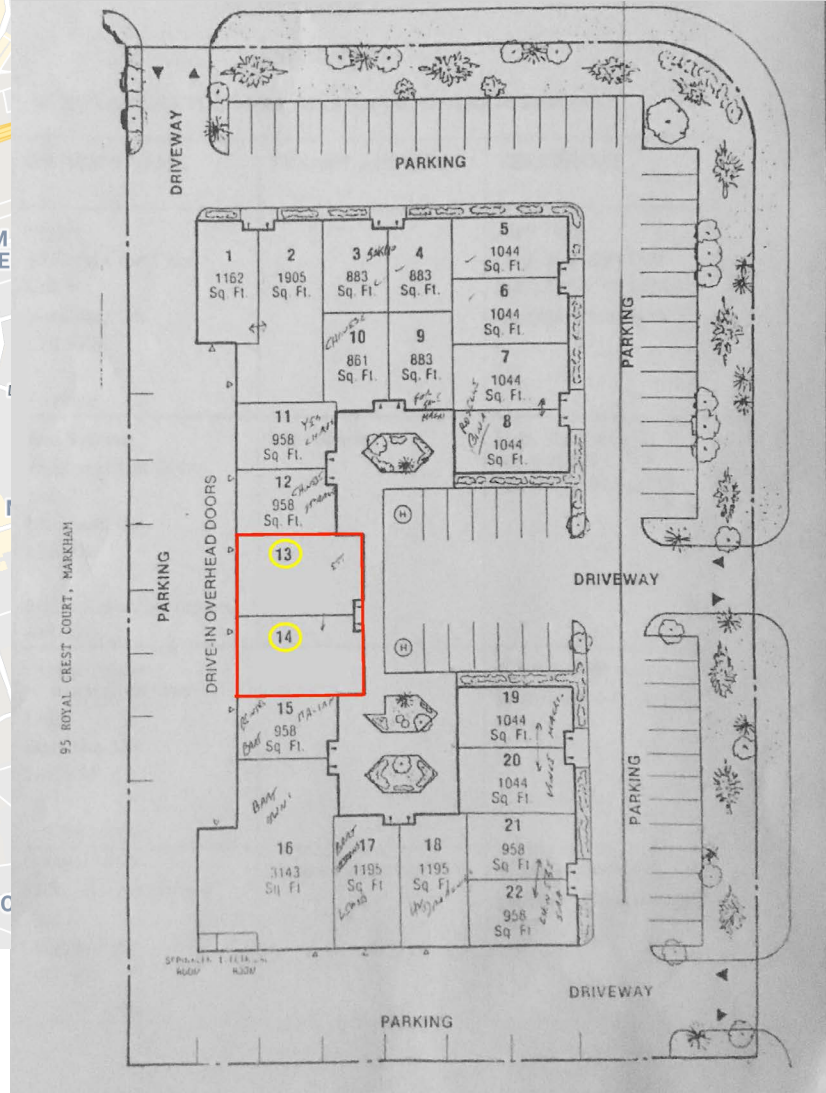 DRIVEWAY
PARKING
1
1162
Sq. Ft.
2
1905
Sq. Ft.
3
883
Sq. Ft.
4
883
Sq. Ft.
5
1044
Sq. Ft.
6
1044
Sq. Ft.
7
1044
Sq. Ft.
8
1044
Sq. Ft.
9
883
Sq. Ft.
10
861
Sq. Ft.
CHINESE
11
958
Sq. Ft.
12
958
Sq. Ft.
13
14
15
958
Sq. Ft.
16
3143
Sq Ft
17
1195
Sq Ft
18
1195
Sq Ft
19
1044
Sq. Ft.
20
1044
Sq. Ft.
21
958
Sq Ft
22
958
Sq Ft
H
H
DRIVE-IN OVERHEAD DOORS
PARKING
95 ROYAL CREST COURT, MARKHAM
PARKING
DRIVEWAY
PARKING
DRIVEWAY
PARKING